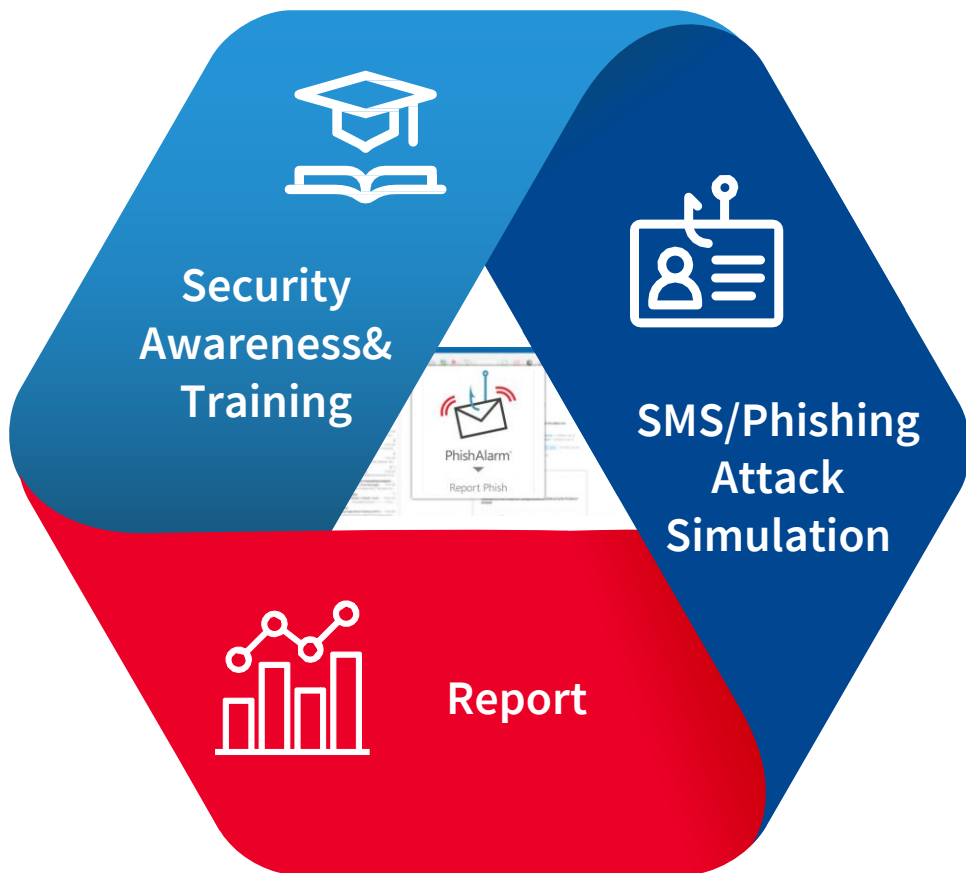 Security
Awareness&
Training
SMS/Phishing
Attack
Simulation
PhishAlarm
Report Phish
Report